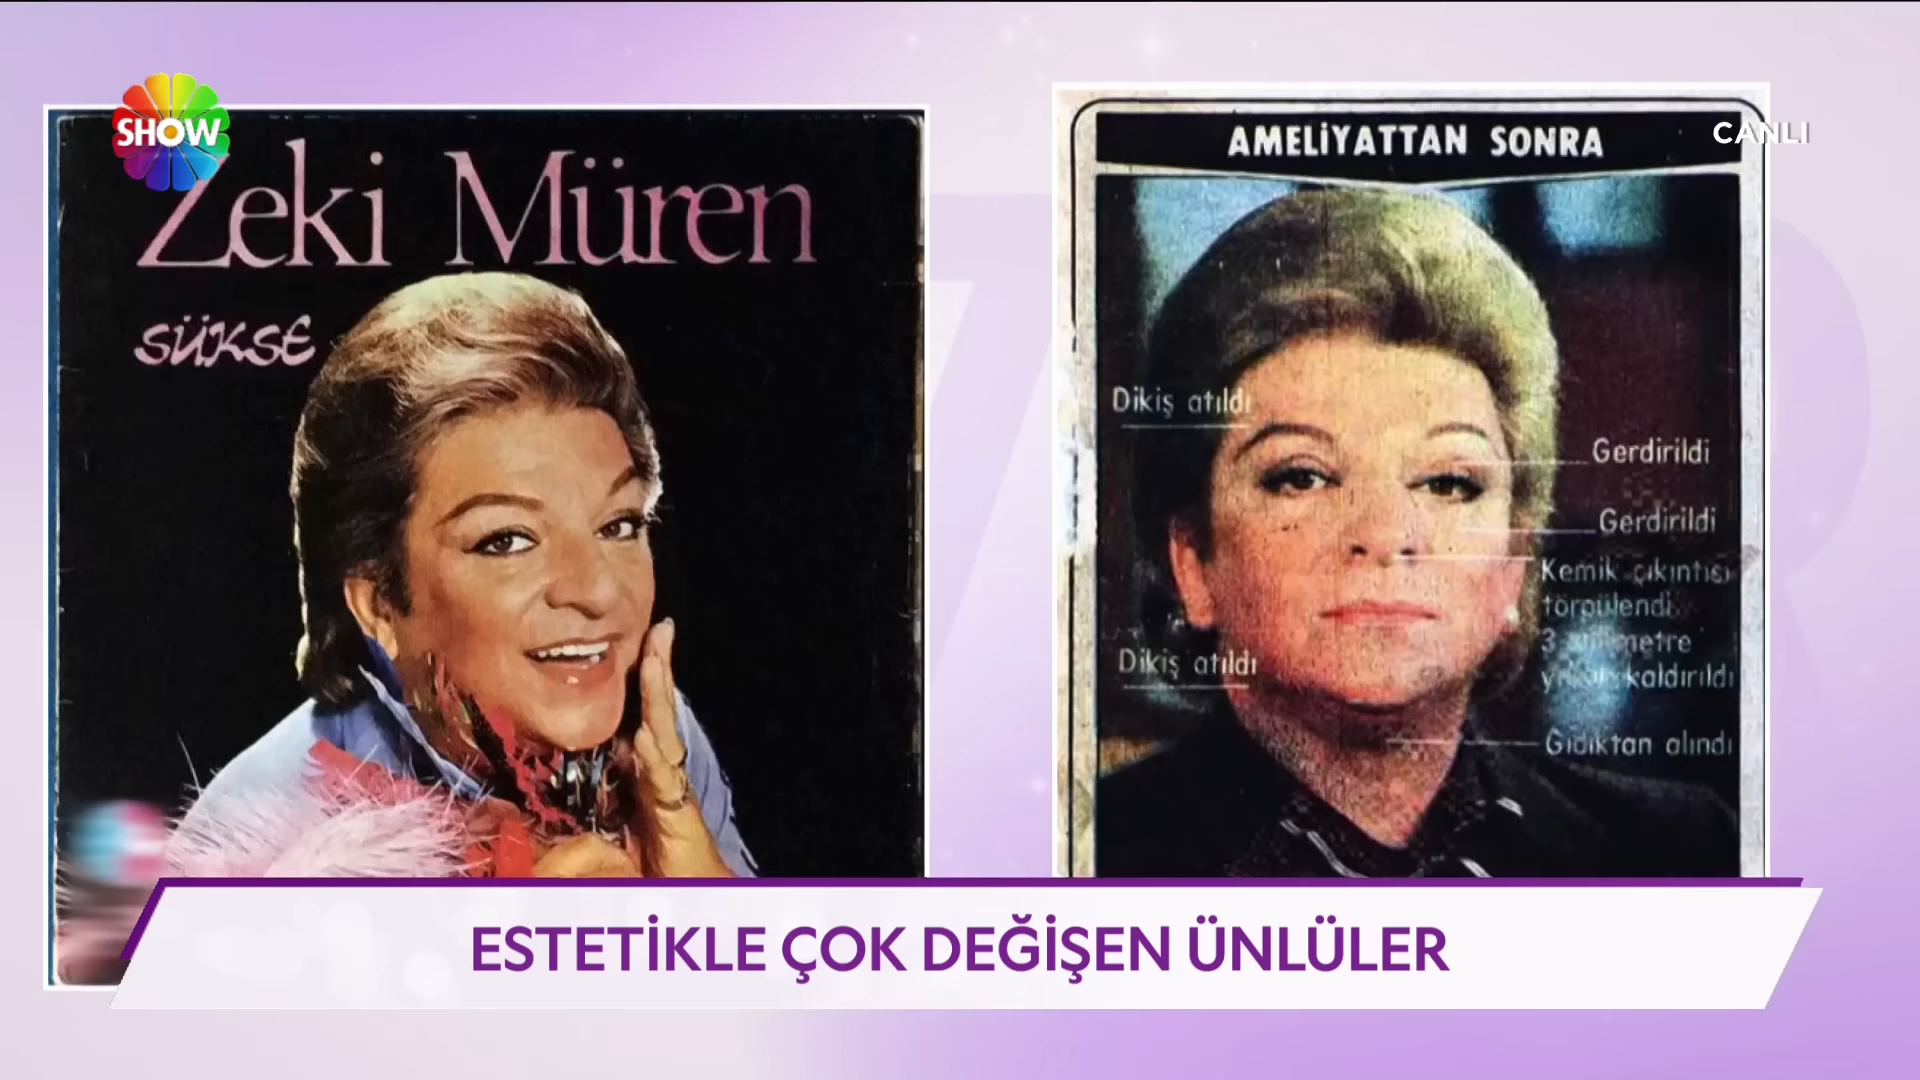 SHOW
CANLI
Zeki Müren
SÜKSE
AMELİYATTAN SONRA
Dikiş atıldı
Gerdirildi
Gerdirildi
Kemik çıkıntısı
törpülendi
3
metre
kaldırıldı
Dikiş atıldı
Gıdıktan alındı
ESTETİKLE ÇOK DEĞİŞEN ÜNLÜLER